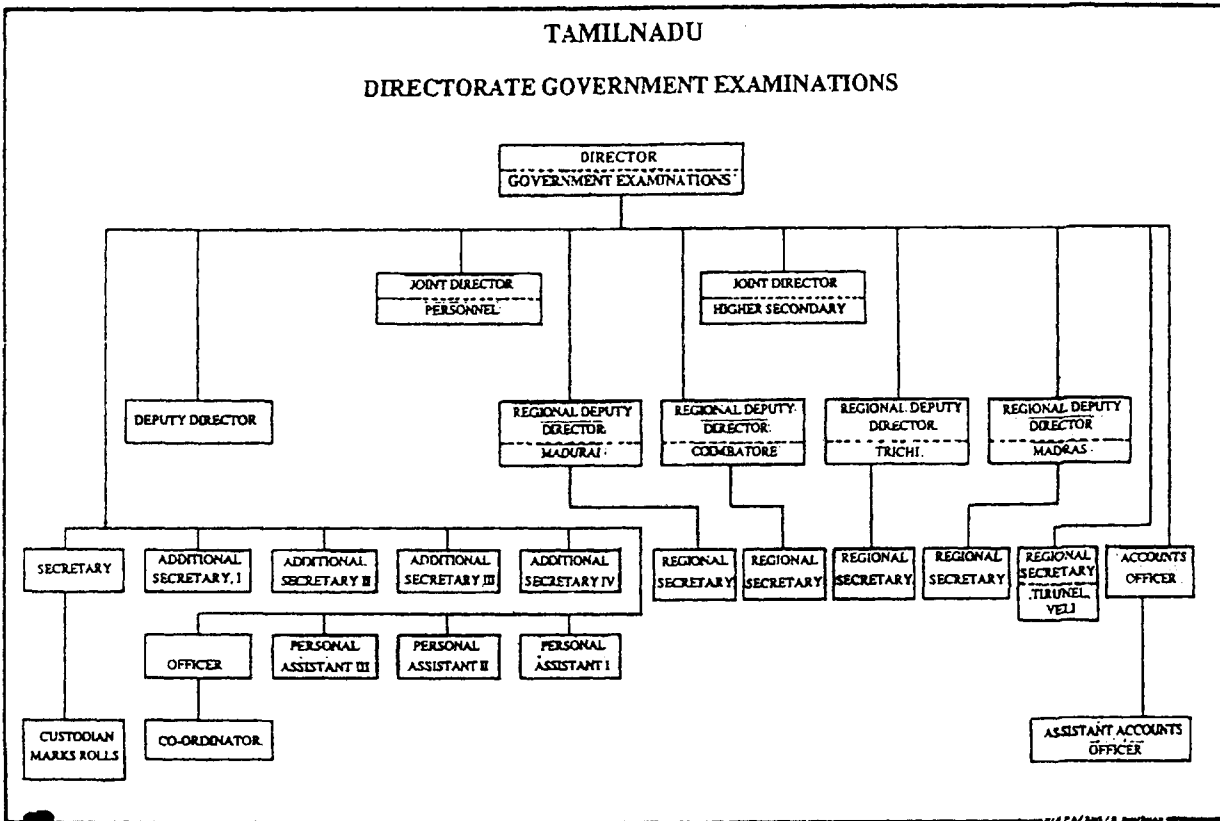 TAMILNADU
DIRECTORATE GOVERNMENT EXAMINATIONS
DIRECTOR
GOVERNMENT EXAMINATIONS
JOINT DIRECTOR
PERSONNEL
JOINT DIRECTOR
HIGHER SECONDARY
DEPUTY DIRECTOR
REGIONAL DEPUTY
DIRECTOR
MADURAI
REGIONAL DEPUTY
DIRECTOR
COIMBATORE
REGIONAL DEPUTY
DIRECTOR
TRICHI
REGIONAL DEPUTY
DIRECTOR
MADRAS
SECRETARY
ADDITIONAL
SECRETARY, I
ADDITIONAL
SECRETARY II
ADDITIONAL
SECRETARY III
ADDITIONAL
SECRETARY IV
REGIONAL
SECRETARY
REGIONAL
SECRETARY
REGIONAL
SECRETARY
REGIONAL
SECRETARY
REGIONAL
SECRETARY
TIRUNEL
VELI
ACCOUNTS
OFFICER
OFFICER
PERSONAL
ASSISTANT III
PERSONAL
ASSISTANT II
PERSONAL
ASSISTANT I
CUSTODIAN
MARKS ROLLS
CO-ORDINATOR
ASSISTANT ACCOUNTS
OFFICER